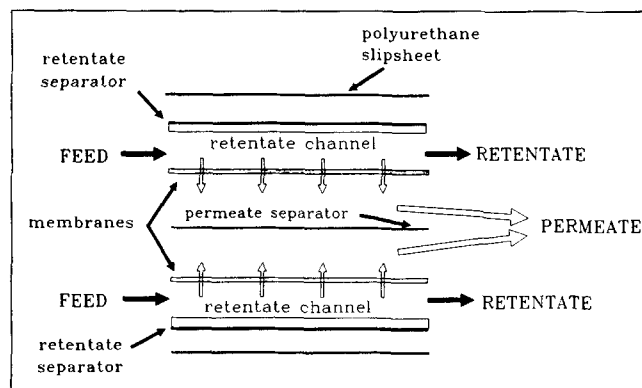 polyurethane
slipsheet
retentate
separator
retentate channel
FEED
RETENTATE
membranes
permeate separator
PERMEATE
FEED
retentate channel
RETENTATE
retentate
separator